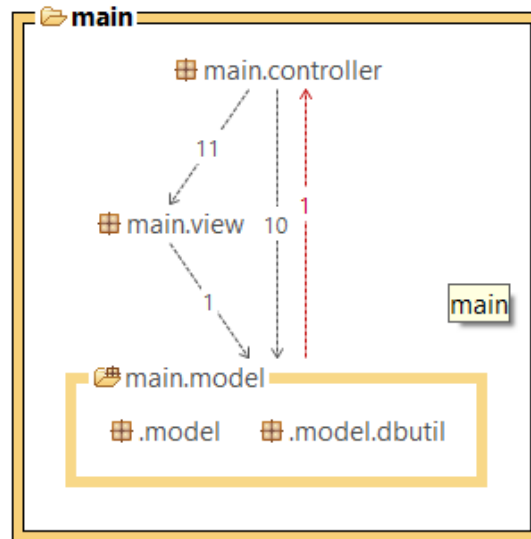 main
main.controller
11
1
main.view
10
1
main
main.model
.model
.model.dbutil